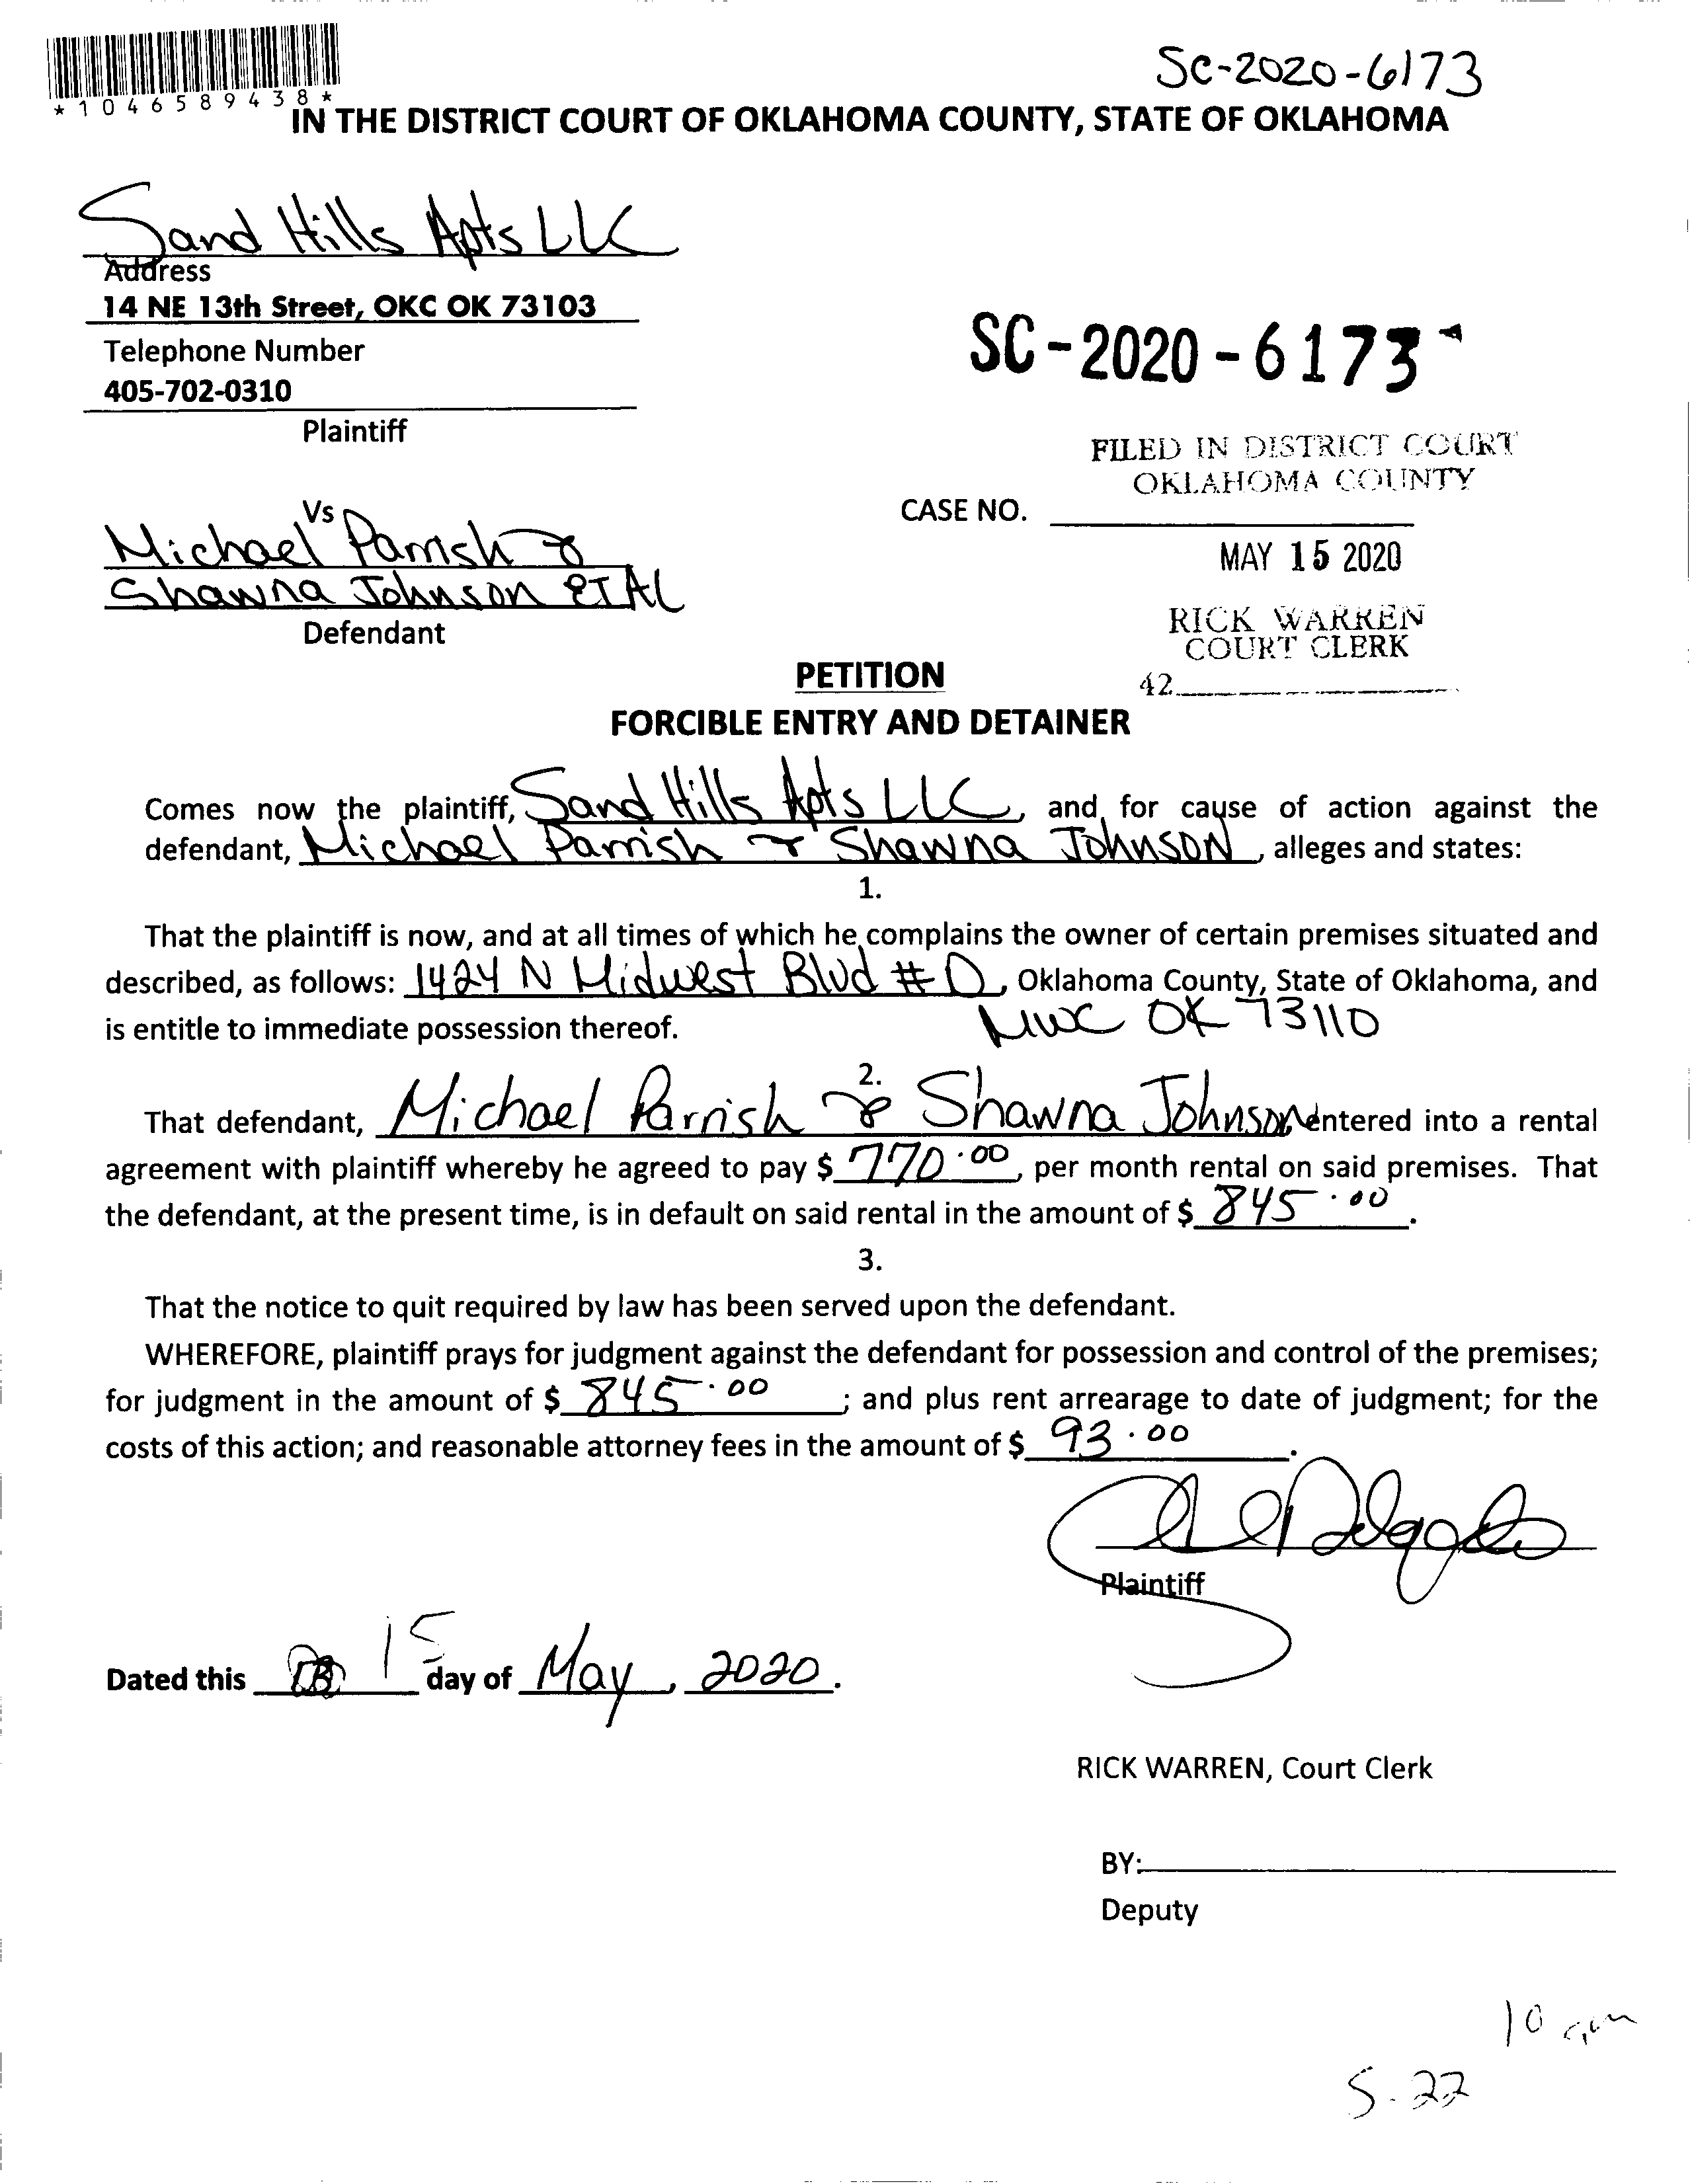 SC-2020-6173
*1046589438*
IN THE DISTRICT COURT OF OKLAHOMA COUNTY, STATE OF OKLAHOMA
Sand Hills Apts LLC
Address
14 NE 13th Street, OKC OK 73103
Telephone Number
405-702-0310
Plaintiff
SC-2020-6173
FILED IN DISTRICT COURT
OKLAHOMA COUNTY
Vs
CASE NO.
Michael Parrish &
MAY 15 2020
Shawna Johnson ETAL
Defendant
RICK WARREN
COURT CLERK
42
PETITION
FORCIBLE ENTRY AND DETAINER
Comes now the plaintiff, Sand Hills Apts LLC, and for cause of action against the
defendant, Michael Parrish & Shawna Johnson, alleges and states:
1.
That the plaintiff is now, and at all times of which he complains the owner of certain premises situated and
described, as follows: 1424 N Midwest Blvd # D, Oklahoma County, State of Oklahoma, and
is entitle to immediate possession thereof. MWC OK 73110
2.
That defendant, Michael Parrish & Shawna Johnson entered into a rental
agreement with plaintiff whereby he agreed to pay $ 770.00, per month rental on said premises. That
the defendant, at the present time, is in default on said rental in the amount of $ 845.00.
3.
That the notice to quit required by law has been served upon the defendant.
WHEREFORE, plaintiff prays for judgment against the defendant for possession and control of the premises;
for judgment in the amount of $ 845.00; and plus rent arrearage to date of judgment; for the
costs of this action; and reasonable attorney fees in the amount of $ 93.00.
Plaintiff
Dated this 15 day of May, 2020.
RICK WARREN, Court Clerk
BY:
Deputy
10 am
5-22